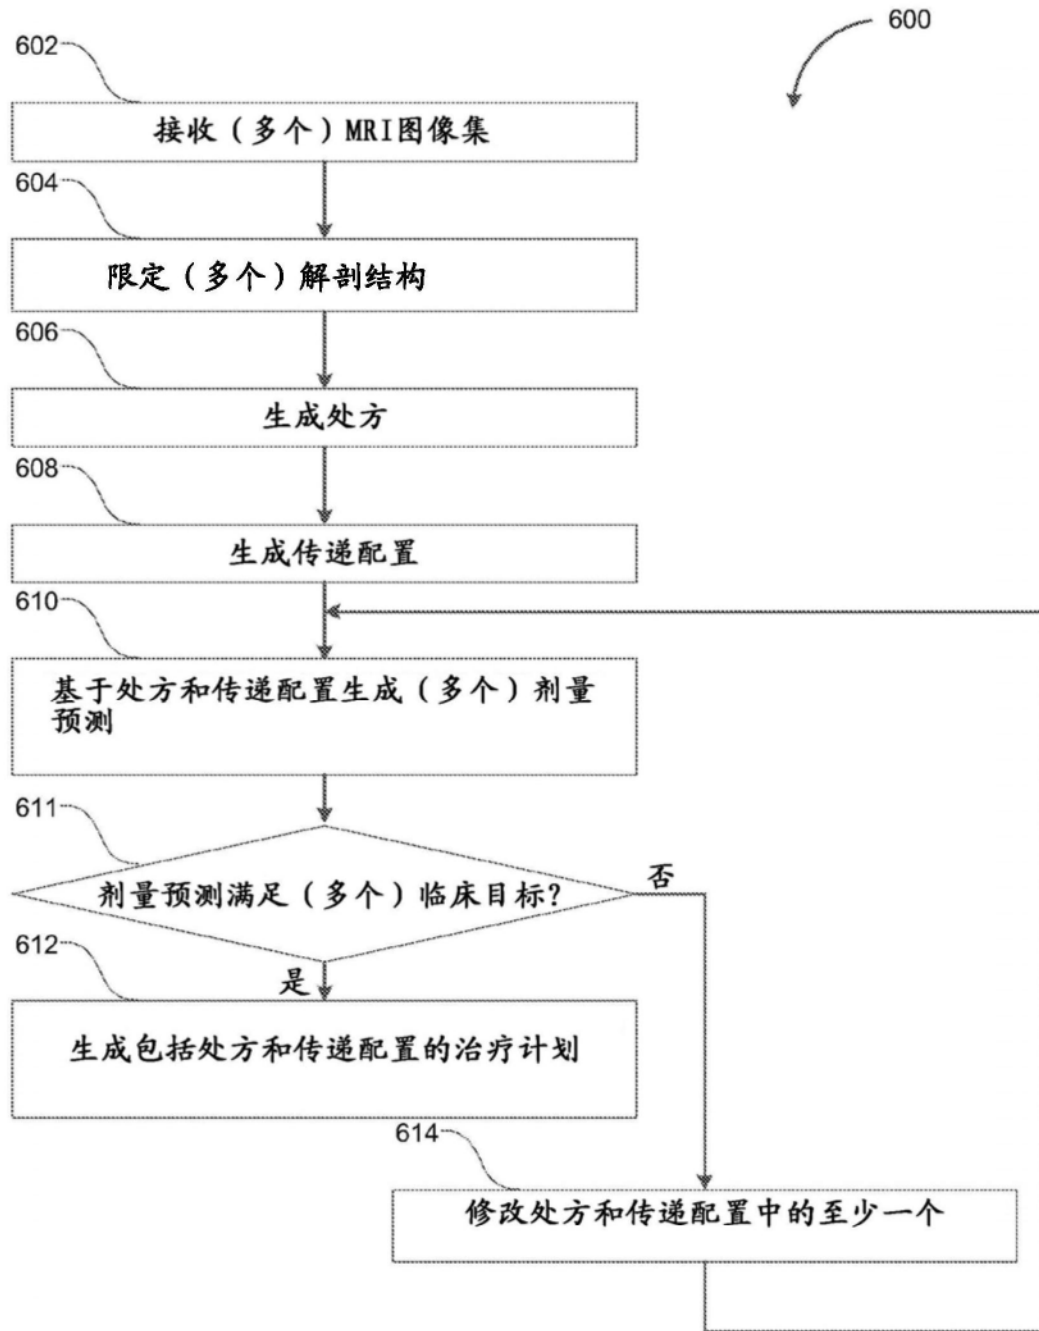 600
602
接收（多个）MRI图像集
604
限定（多个）解剖结构
606
生成处方
608
生成传递配置
610
基于处方和传递配置生成（多个）剂量
预测
611
剂量预测满足（多个）临床目标?
否
612
是
生成包括处方和传递配置的治疗计划
614
修改处方和传递配置中的至少一个